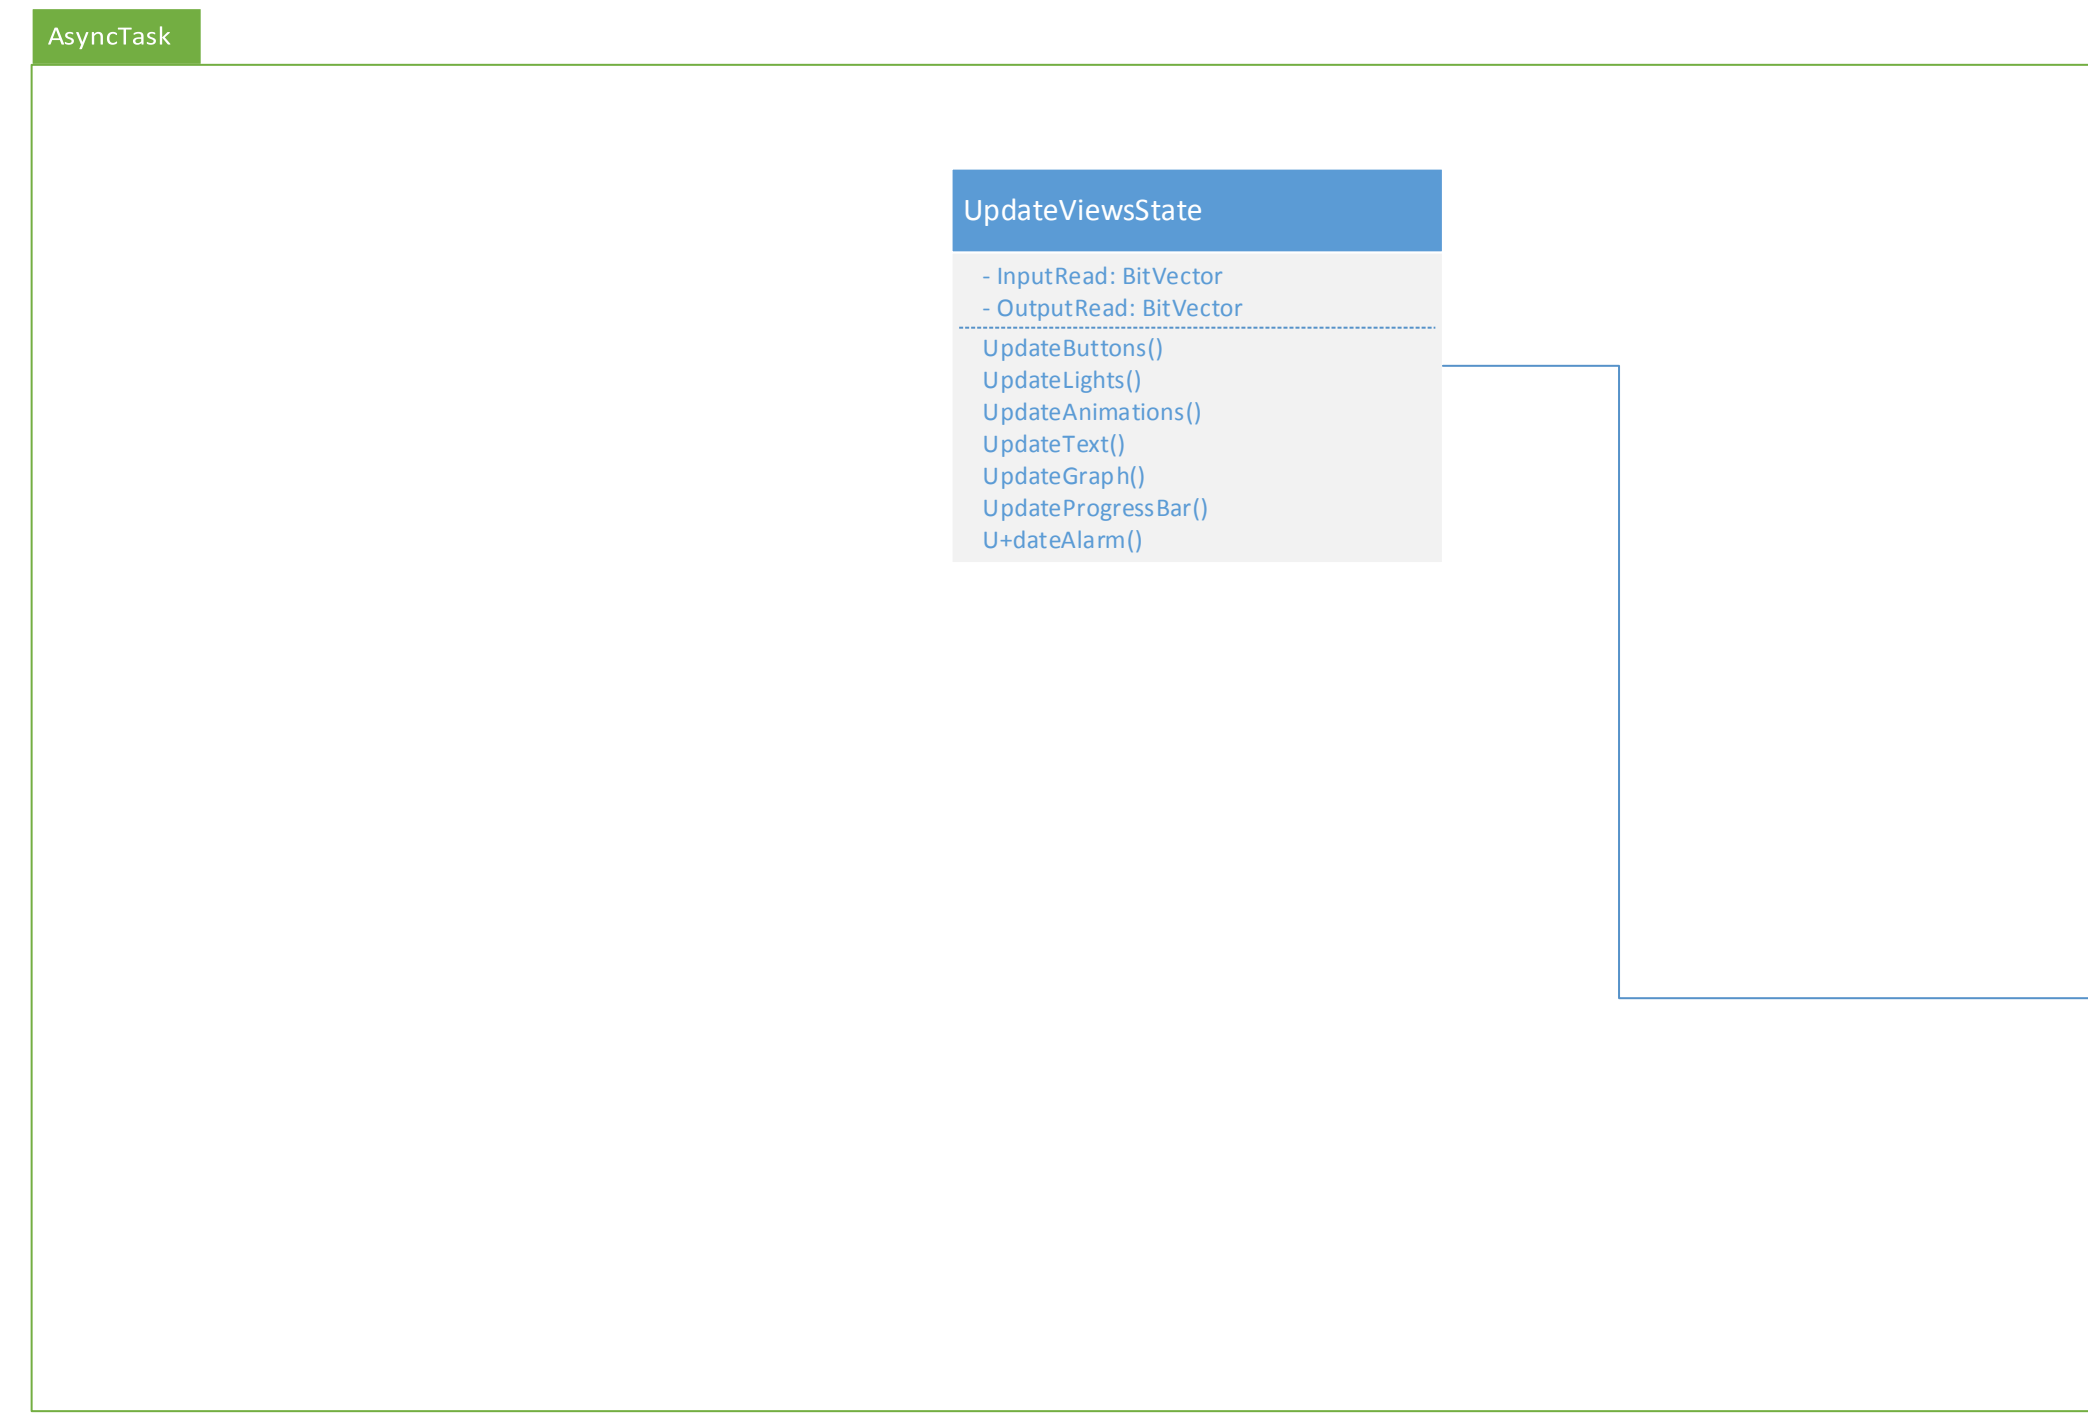 AsyncTask
UpdateViewsState
- InputRead: BitVector
- OutputRead: BitVector
UpdateButtons()
UpdateLights()
UpdateAnimations()
UpdateText()
UpdateGraph()
UpdateProgressBar()
U+dateAlarm()